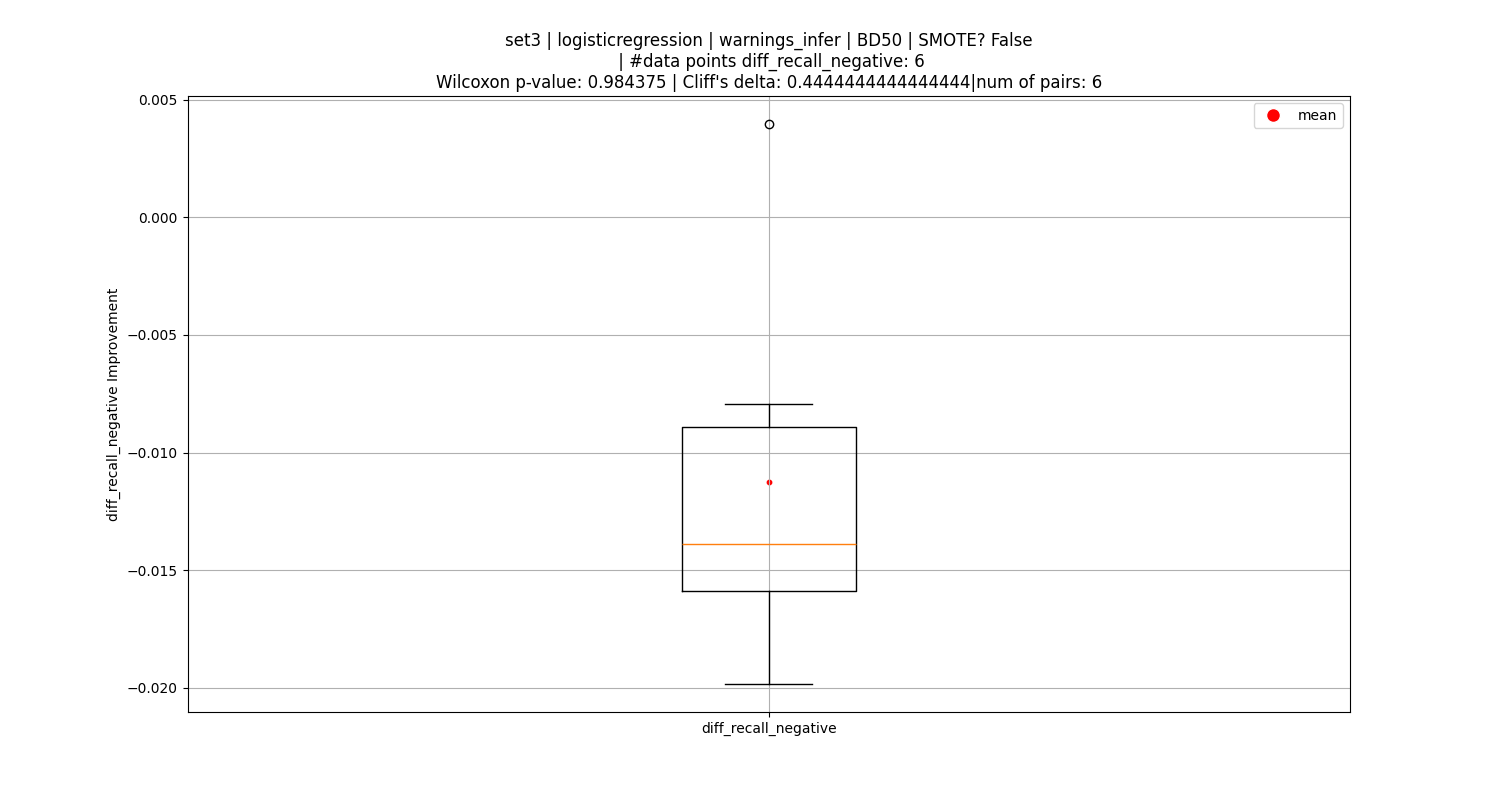 set3 | logisticregression | warnings_infer | BD50 | SMOTE? False
| #data points diff_recall_negative: 6
Wilcoxon p-value: 0.984375 | Cliff's delta: 0.4444444444444444|num of pairs: 6
mean
0.005
0.000
−0.005
−0.010
−0.015
−0.020
diff_recall_negative Improvement
diff_recall_negative